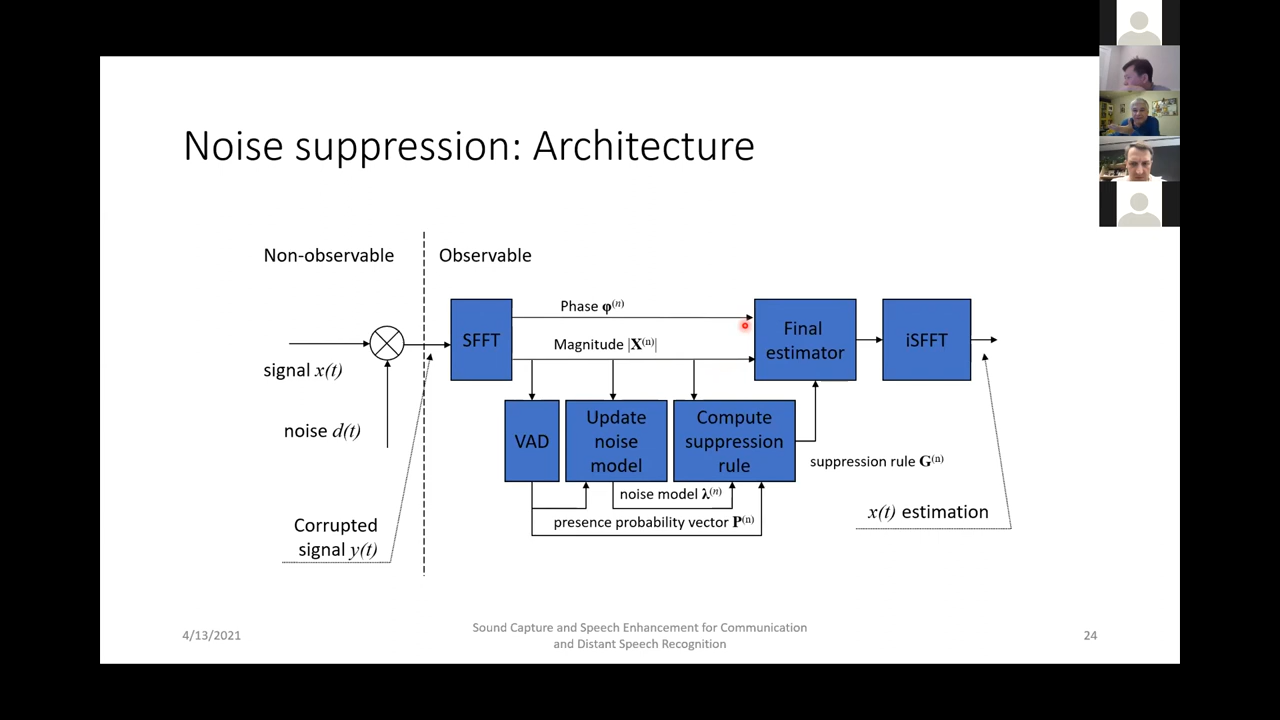 Noise suppression: Architecture
Non-observable
Observable
Phase φ(n)
SFFT
Magnitude |X(n)|
Final
estimator
iSFFT
signal x(t)
noise d(t)
VAD
Update
noise
model
Compute
suppression
rule
suppression rule G(n)
noise model λ(n)
presence probability vector P(n)
x(t) estimation
Corrupted
signal y(t)
4/13/2021
Sound Capture and Speech Enhancement for Communication
and Distant Speech Recognition
24